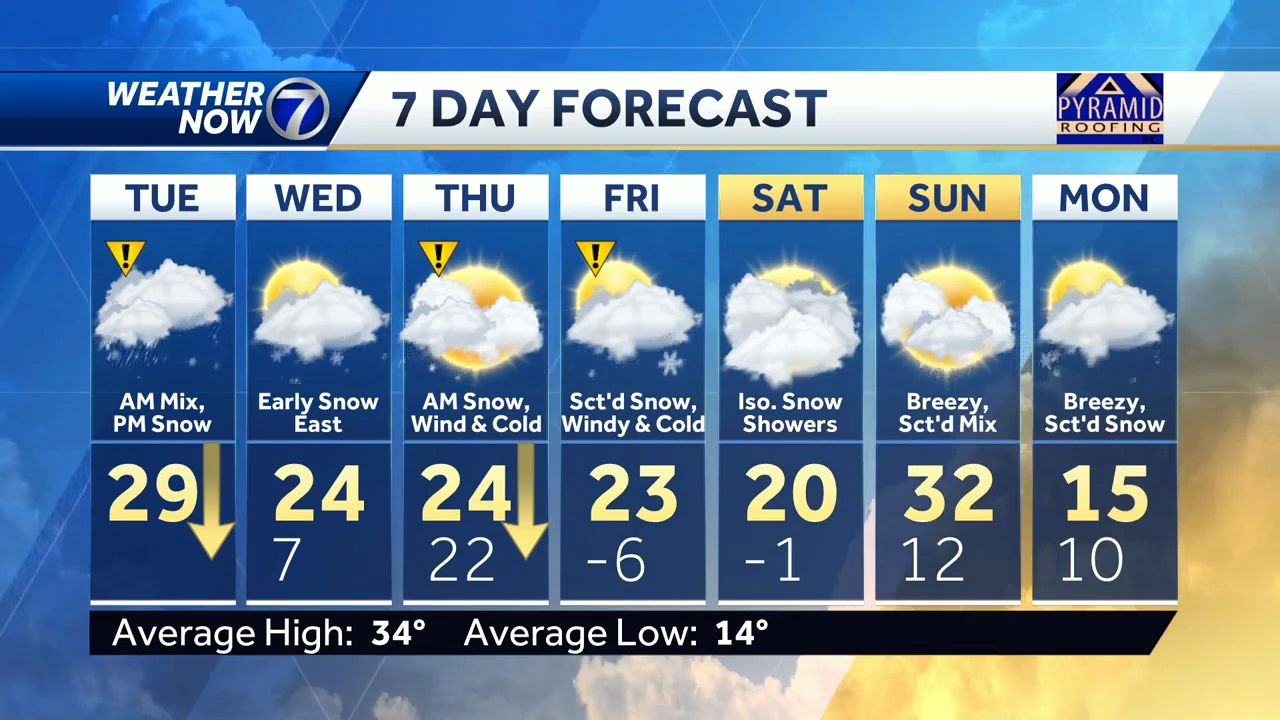 WEATHER
NOW
7
7 DAY FORECAST
PYRAMID
ROOFING
TUE
WED
THU
FRI
SAT
SUN
MON
!
!
!
AM Mix,
PM Snow
Early Snow
East
AM Snow,
Wind & Cold
Sct'd Snow,
Windy & Cold
Iso. Snow
Showers
Breezy,
Sct'd Mix
Breezy,
Sct'd Snow
29
24
24
23
20
32
15
7
22
-6
-1
12
10
Average High: 34° Average Low: 14°